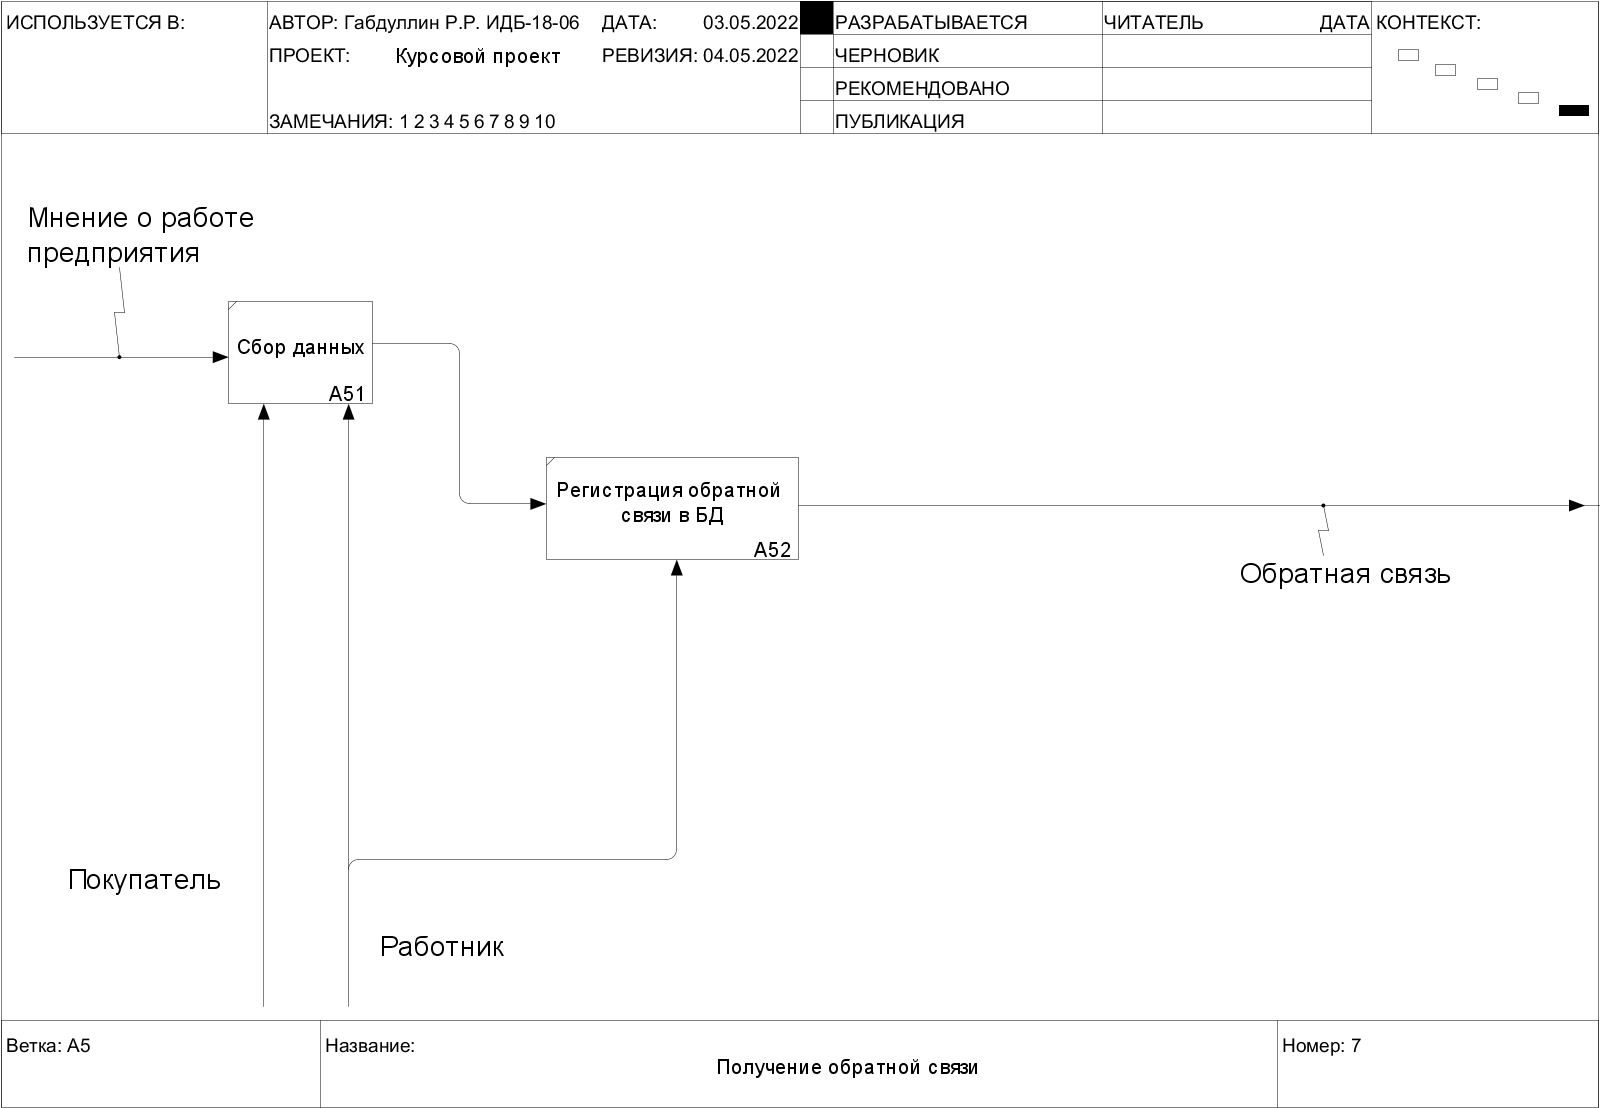 ИСПОЛЬЗУЕТСЯ В:
АВТОР: Габдуллин Р.Р. ИДБ-18-06
ДАТА: 03.05.2022
ПРОЕКТ: Курсовой проект
РЕВИЗИЯ: 04.05.2022
ЗАМЕЧАНИЯ: 1 2 3 4 5 6 7 8 9 10
РАЗРАБАТЫВАЕТСЯ
ЧЕРНОВИК
РЕКОМЕНДОВАНО
ПУБЛИКАЦИЯ
ЧИТАТЕЛЬ
ДАТА
КОНТЕКСТ:
Мнение о работе
предприятия
Сбор данных
A51
Регистрация обратной
связи в БД
A52
Обратная связь
Покупатель
Работник
Ветка: A5
Название:
Получение обратной связи
Номер: 7